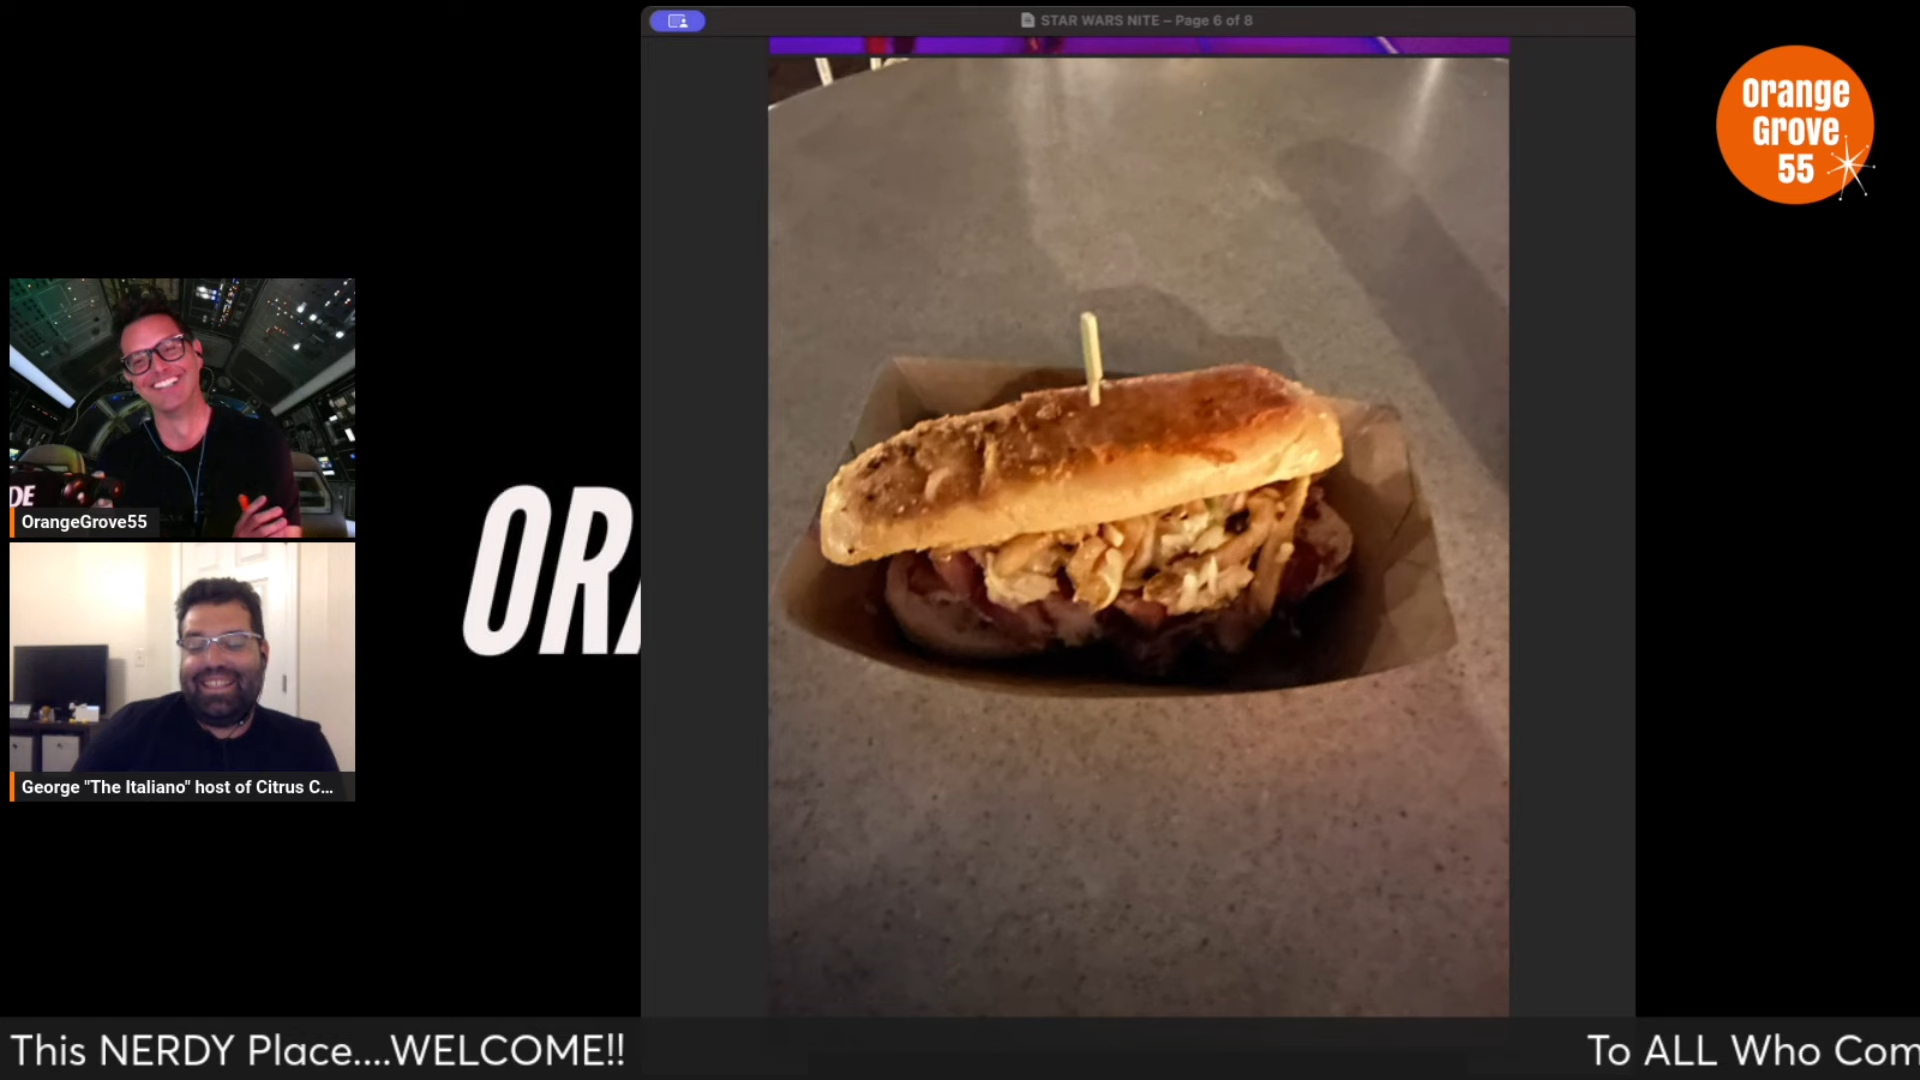 STAR WARS NITE – Page 6 of 8
Orange
Grove
55
DE
OrangeGrove55
ORA
George "The Italiano" host of Citrus C...
This NERDY Place....WELCOME!!
To ALL Who Com